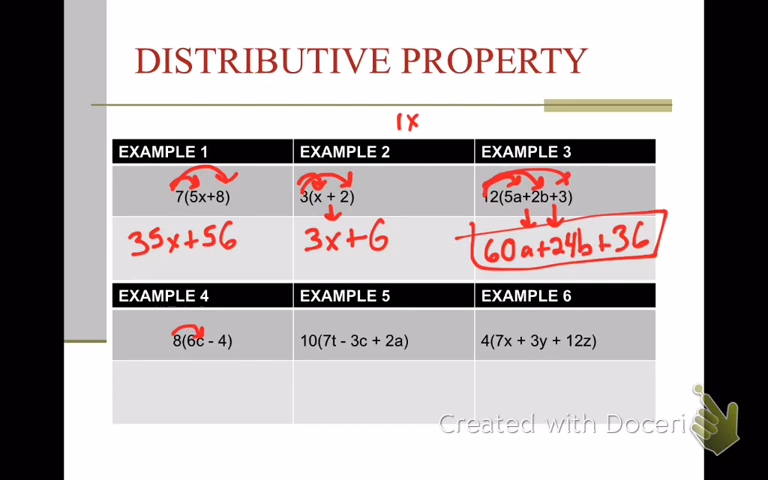 DISTRIBUTIVE PROPERTY
1x
EXAMPLE 1 EXAMPLE 2 EXAMPLE 3
7(5x+8) 3(x + 2) 12(5a+2b+3)
35x+56 3x+6 60a+24b+36
EXAMPLE 4 EXAMPLE 5 EXAMPLE 6
8(6c - 4) 10(7t - 3c + 2a) 4(7x + 3y + 12z)
Created with Doceri